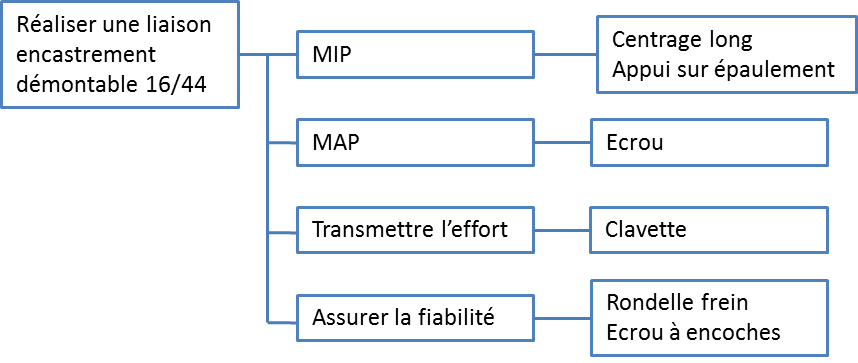 Réaliser une liaison
encastrement
démontable 16/44
MIP
Centrage long
Appui sur épaulement
MAP
Ecrou
Transmettre l’effort
Clavette
Assurer la fiabilité
Rondelle frein
Ecrou à encoches